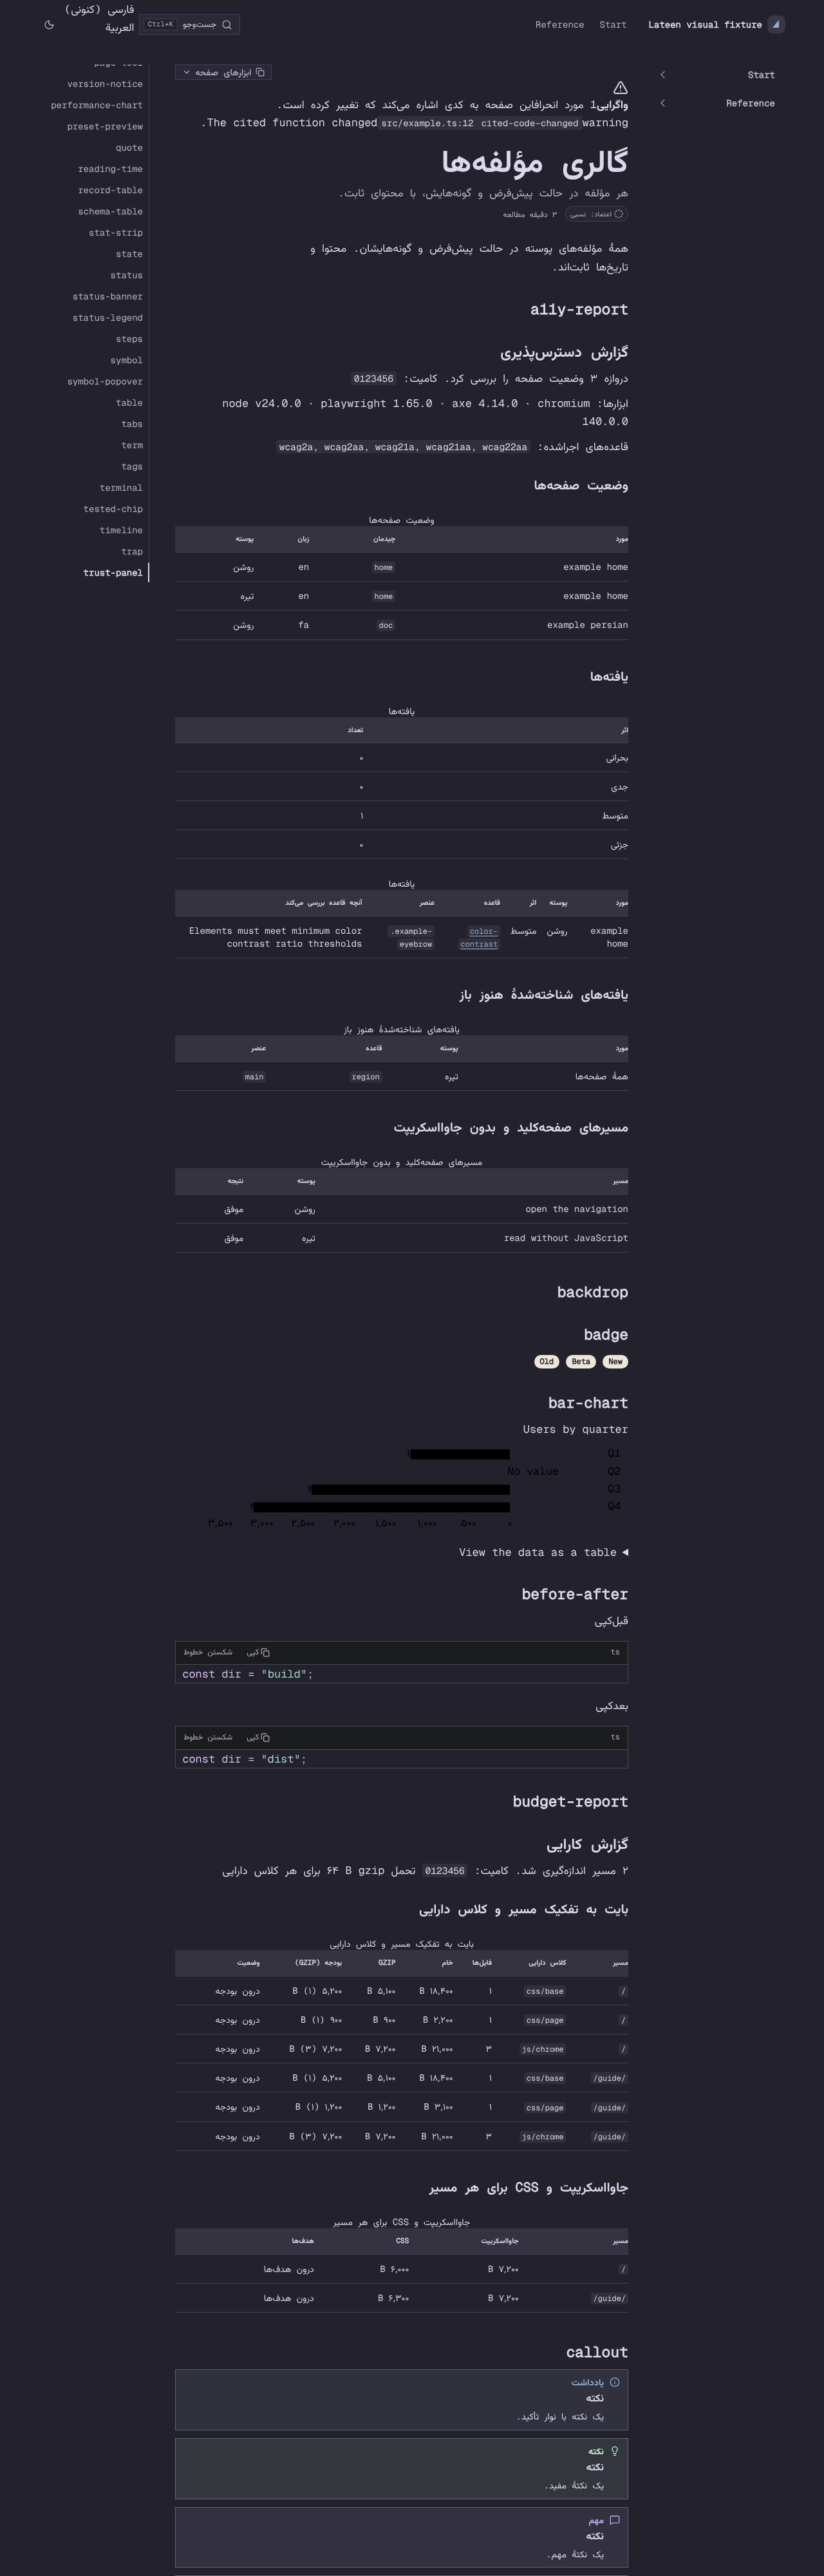 Lateen visual fixture
Start
Reference
جست‌وجو Ctrl+K
فارسی (کنونی)
العربية
Start
Reference
ابزارهای صفحه
واگرایی1 مورد انحرافاین صفحه به کدی اشاره می‌کند که تغییر کرده است.
warning cited-code-changed src/example.ts:12 The cited function changed.
گالری مؤلفه‌ها
هر مؤلفه در حالت پیش‌فرض و گونه‌هایش، با محتوای ثابت.
اعتماد: نسبی
۳ دقیقه مطالعه
همهٔ مؤلفه‌های پوسته در حالت پیش‌فرض و گونه‌هایشان. محتوا و
تاریخ‌ها ثابت‌اند.
a11y-report
گزارش دسترس‌پذیری
دروازه ۳ وضعیت صفحه را بررسی کرد. کامیت: 0123456
ابزارها: node v24.0.0 · playwright 1.65.0 · axe 4.14.0 · chromium
140.0.0
قاعده‌های اجراشده: wcag2a, wcag2aa, wcag21a, wcag21aa, wcag22aa
وضعیت صفحه‌ها
وضعیت صفحه‌ها
مورد چیدمان زبان پوسته
example home home en روشن
example home home en تیره
example persian doc fa روشن
یافته‌ها
یافته‌ها
اثر تعداد
بحرانی ۰
جدی ۰
متوسط ۱
جزئی ۰
یافته‌ها
مورد پوسته اثر قاعده عنصر آنچه قاعده بررسی می‌کند
example home روشن متوسط color-contrast .example-eyebrow Elements must meet minimum color contrast ratio thresholds
یافته‌های شناخته‌شدهٔ هنوز باز
یافته‌های شناخته‌شدهٔ هنوز باز
مورد پوسته قاعده عنصر
همهٔ صفحه‌ها تیره region main
مسیرهای صفحه‌کلید و بدون جاوااسکریپت
مسیرهای صفحه‌کلید و بدون جاوااسکریپت
مسیر پوسته نتیجه
open the navigation روشن موفق
read without JavaScript تیره موفق
backdrop
badge
New Beta Old
bar-chart
Users by quarter
Q1
Q2 No value
Q3
Q4
۰ ۵۰۰ ۱,۰۰۰ ۱,۵۰۰ ۲,۰۰۰ ۲,۵۰۰ ۳,۰۰۰ ۳,۵۰۰
View the data as a table
before-after
قبل‌کپی
ts کپی شکستن خطوط
const dir = "build";
بعدکپی
ts کپی شکستن خطوط
const dir = "dist";
budget-report
گزارش کارایی
۲ مسیر اندازه‌گیری شد. کامیت: 0123456 تحمل ۶۴ B gzip برای هر کلاس دارایی
بایت به تفکیک مسیر و کلاس دارایی
بایت به تفکیک مسیر و کلاس دارایی
مسیر کلاس دارایی فایل‌ها خام GZIP بودجه (GZIP) وضعیت
/ css/base ۱ ۱۸,۴۰۰ B ۵,۱۰۰ B ۵,۲۰۰ B (۱) درون بودجه
/ css/page ۱ ۲,۲۰۰ B ۹۰۰ B ۹۰۰ B (۱) درون بودجه
/ js/chrome ۳ ۲۱,۰۰۰ B ۷,۲۰۰ B ۷,۲۰۰ B (۳) درون بودجه
/guide/ css/base ۱ ۱۸,۴۰۰ B ۵,۱۰۰ B ۵,۲۰۰ B (۱) درون بودجه
/guide/ css/page ۱ ۳,۱۰۰ B ۱,۲۰۰ B ۱,۲۰۰ B (۱) درون بودجه
/guide/ js/chrome ۳ ۲۱,۰۰۰ B ۷,۲۰۰ B ۷,۲۰۰ B (۳) درون بودجه
جاوااسکریپت و CSS برای هر مسیر
جاوااسکریپت و CSS برای هر مسیر
مسیر جاوااسکریپت CSS هدف‌ها
/ ۷,۲۰۰ B ۶,۰۰۰ B درون هدف‌ها
/guide/ ۷,۲۰۰ B ۶,۳۰۰ B درون هدف‌ها
callout
یادداشت
نکته
یک نکته با نوار تأکید.
نکته
نکته
یک نکتهٔ مفید.
مهم
نکته
یک نکتهٔ مهم.
version-notice
performance-chart
preset-preview
quote
reading-time
record-table
schema-table
stat-strip
state
status
status-banner
status-legend
steps
symbol
symbol-popover
table
tabs
term
tags
terminal
tested-chip
timeline
trap
trust-panel